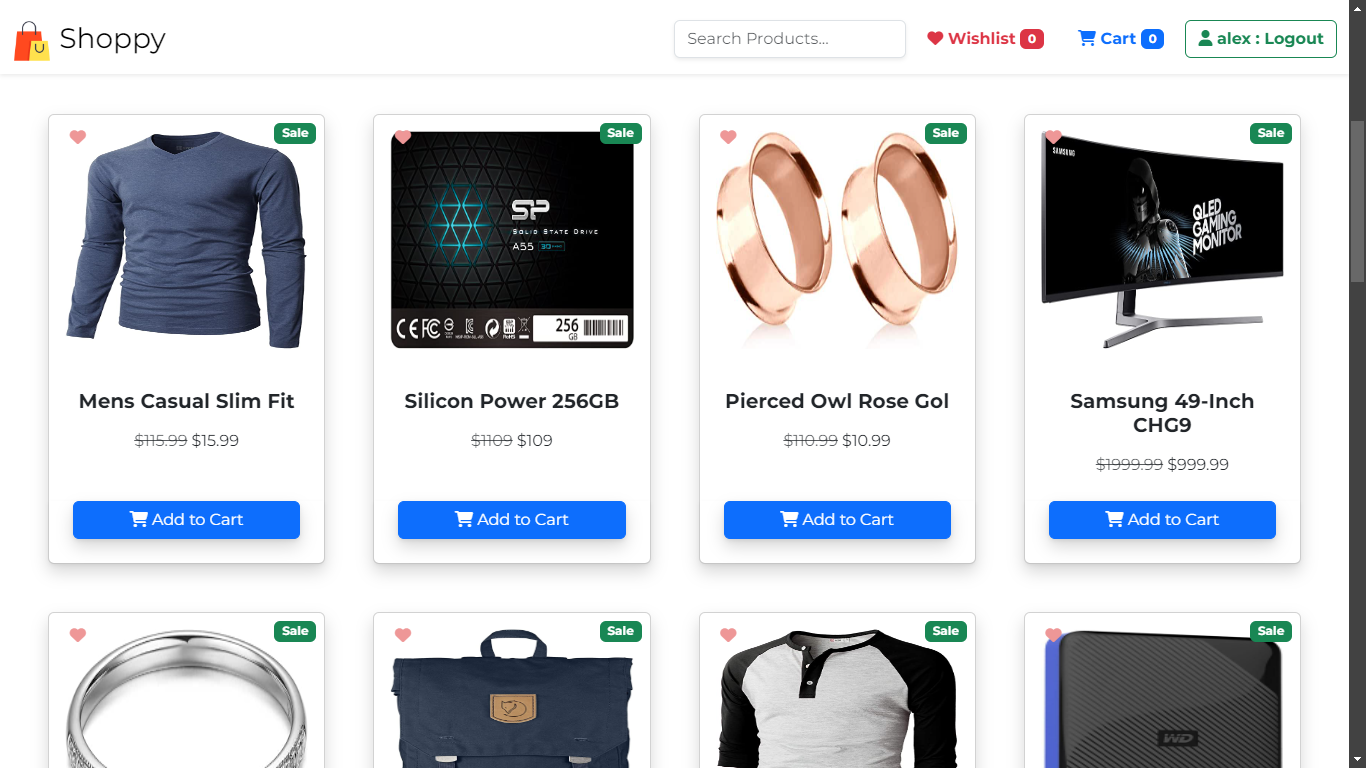 Shoppy
Search Products...
Wishlist 0
Cart 0
alex : Logout
Sale
Sale
Sale
Sale
SP
SOLID STATE DRIVE
A55
256
GB
SAMSUNG
QLED
GAMING
MONITOR
Mens Casual Slim Fit
Silicon Power 256GB
Pierced Owl Rose Gol
Samsung 49-Inch
CHG9
$115.99 $15.99
$1109 $109
$110.99 $10.99
$1999.99 $999.99
Add to Cart
Add to Cart
Add to Cart
Add to Cart
Sale
Sale
Sale
Sale
WD